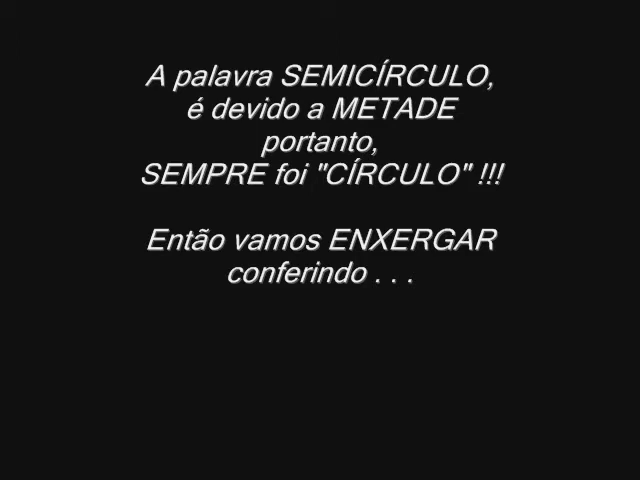 A palavra SEMICÍRCULO,
é devido a METADE
portanto,
SEMPRE foi "CÍRCULO" !!!
Então vamos ENXERGAR
conferindo . . .